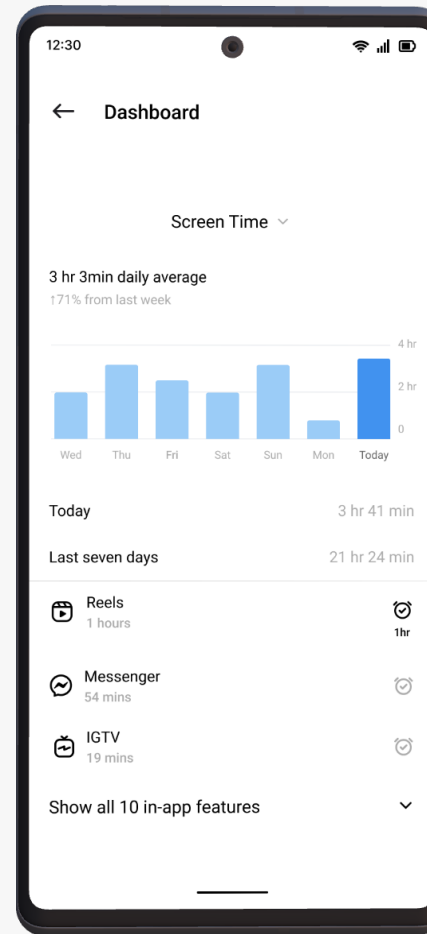 12:30
Dashboard
Screen Time
3 hr 3min daily average
↑71% from last week
4 hr
2 hr
0
Wed Thu Fri Sat Sun Mon Today
Today 3 hr 41 min
Last seven days 21 hr 24 min
Reels
1 hours
1hr
Messenger
54 mins
IGTV
19 mins
Show all 10 in-app features